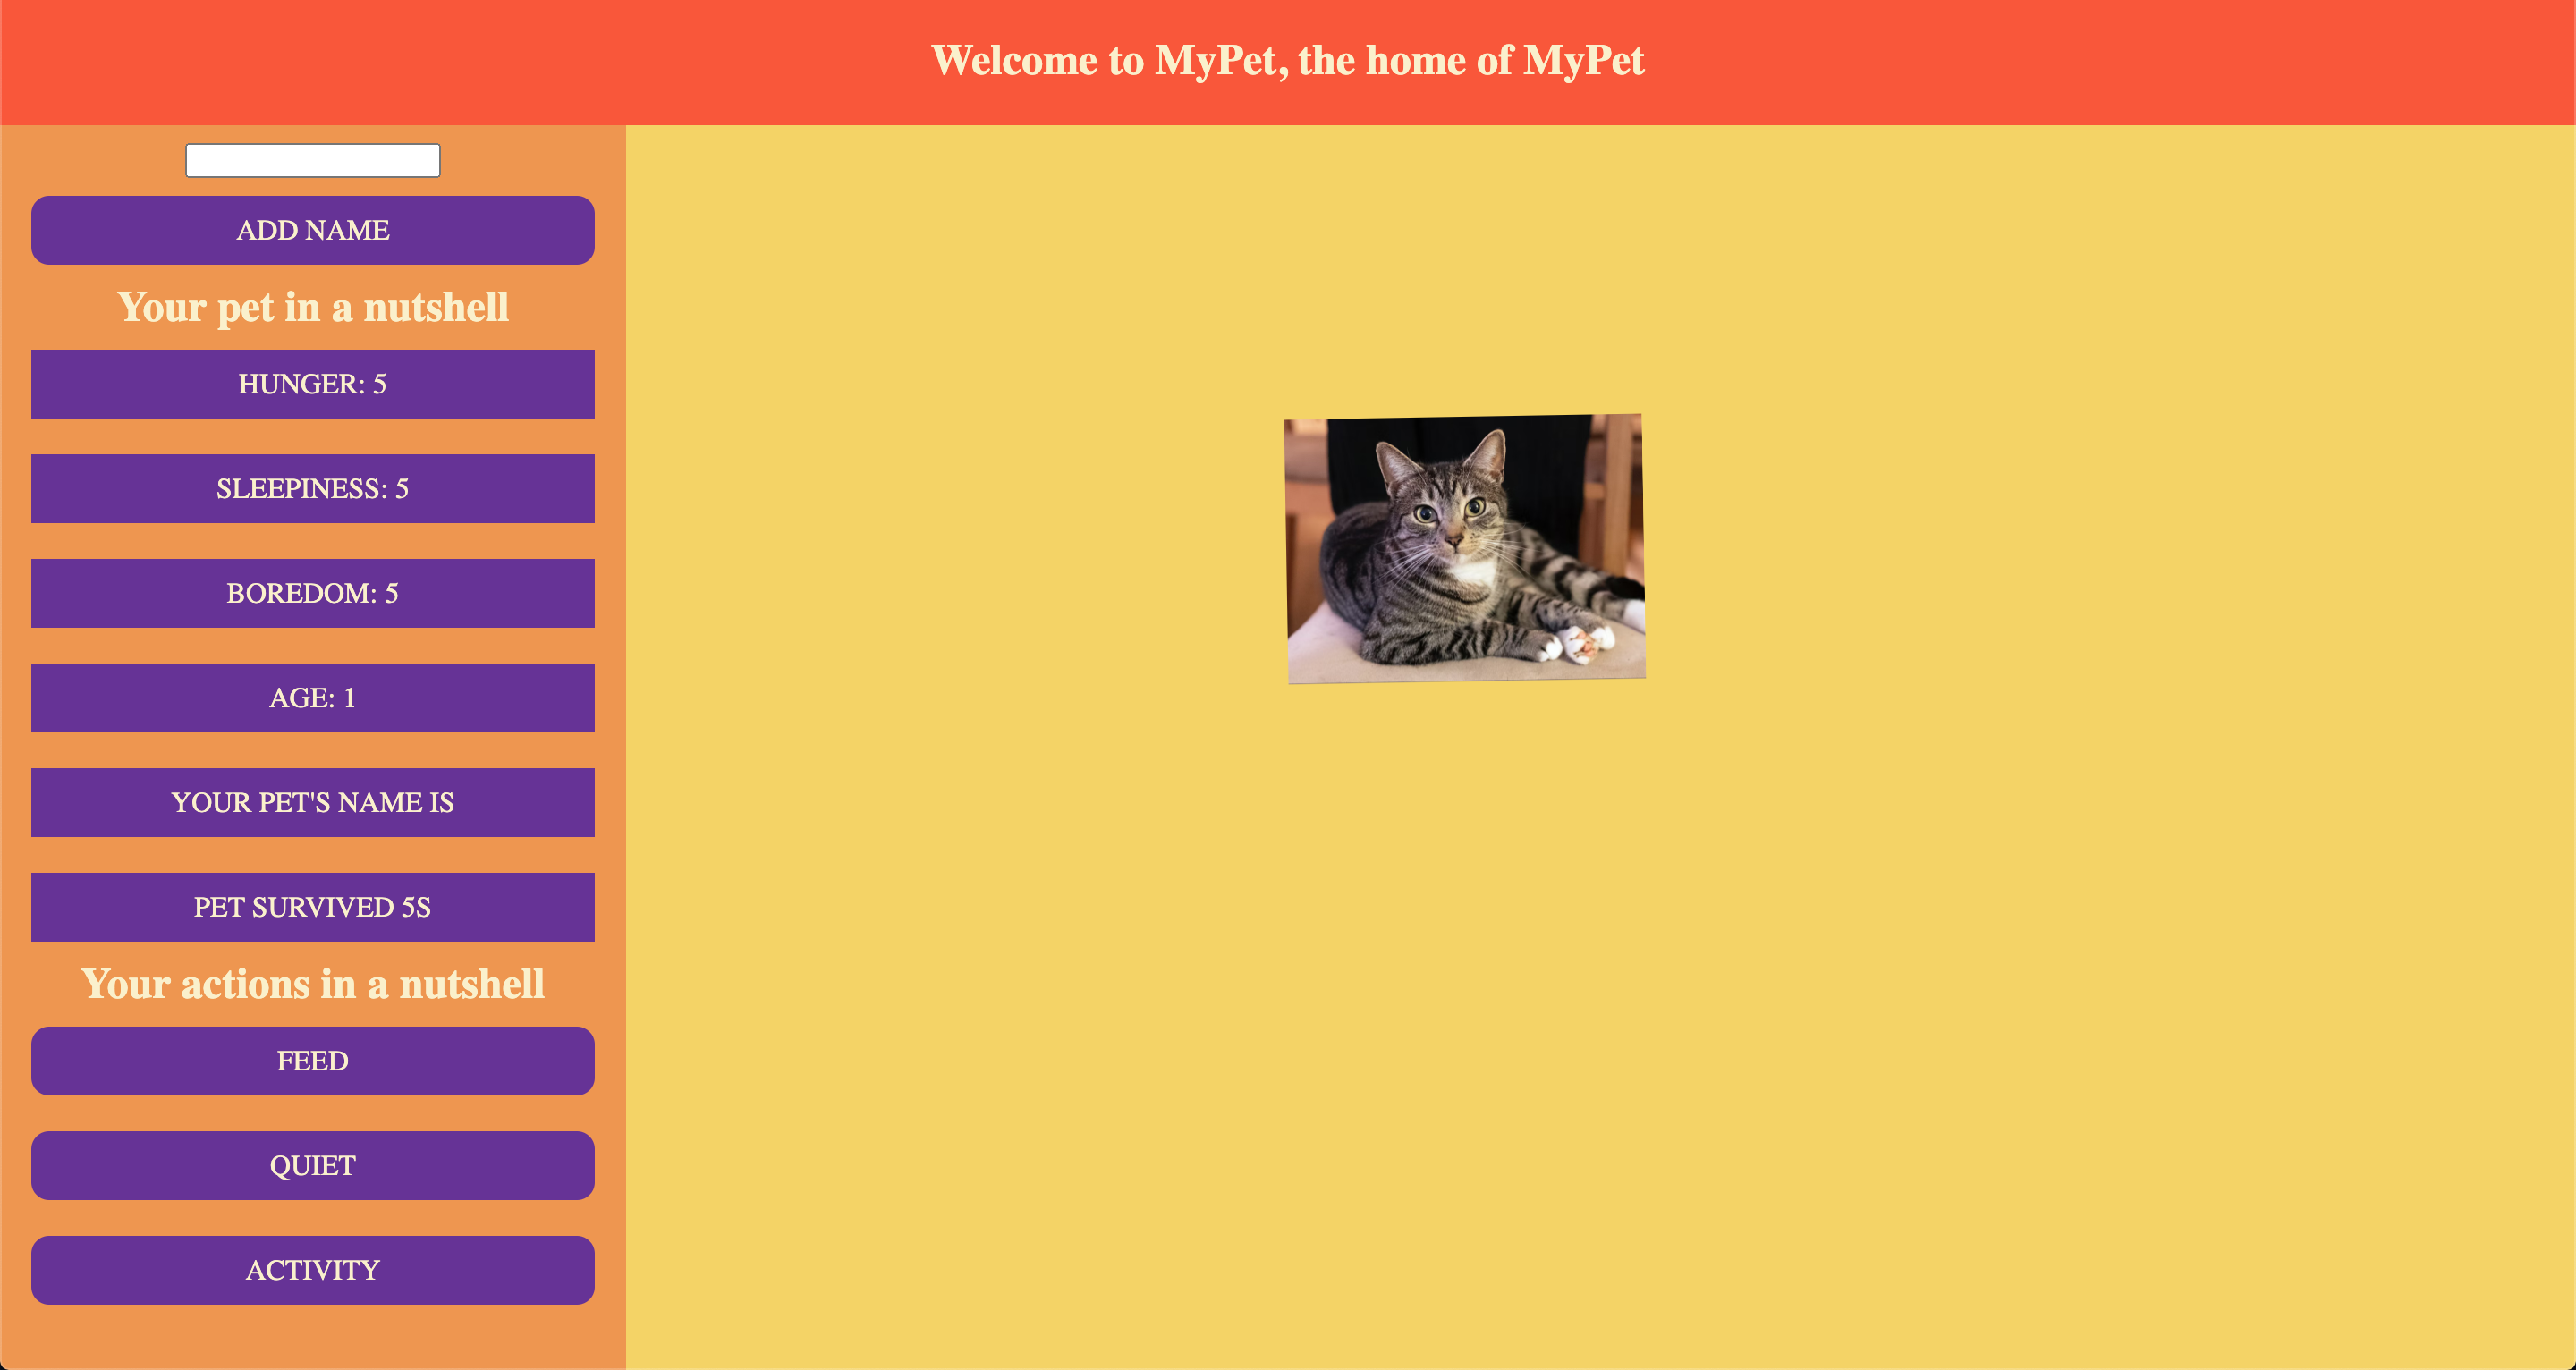 Welcome to MyPet, the home of MyPet
ADD NAME
Your pet in a nutshell
HUNGER: 5
SLEEPINESS: 5
BOREDOM: 5
AGE: 1
YOUR PET'S NAME IS
PET SURVIVED 5S
Your actions in a nutshell
FEED
QUIET
ACTIVITY